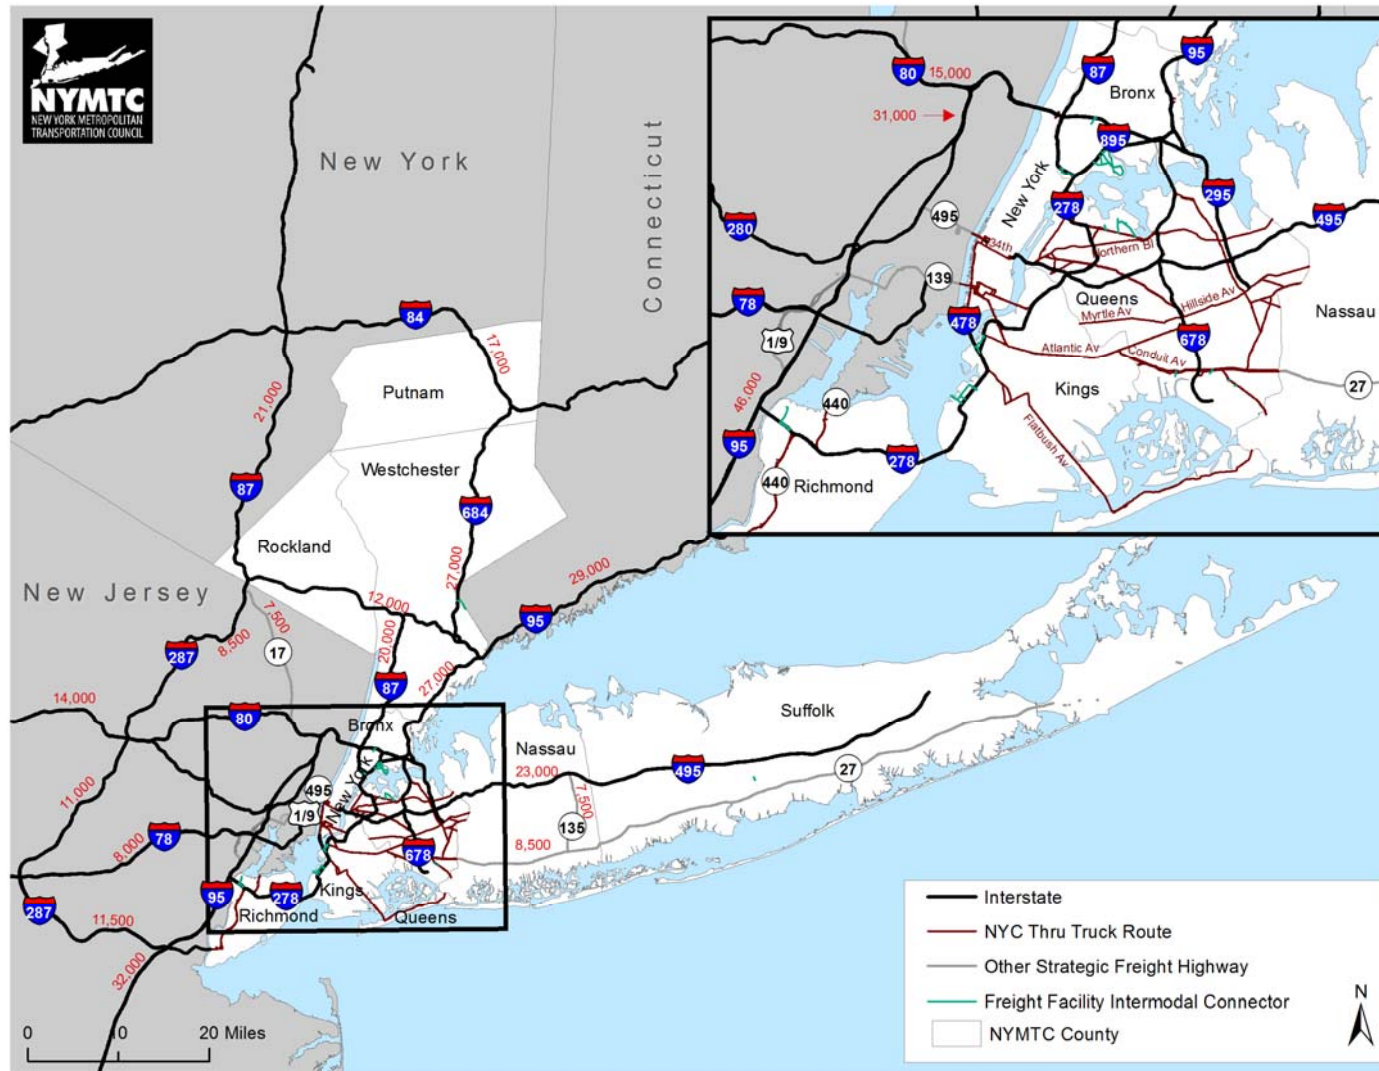 NYMTC
NEW YORK METROPOLITAN
TRANSPORTATION COUNCIL
New York
Connecticut
New Jersey
84
17,000
21,000
Putnam
Westchester
87
684
Rockland
27,000
29,000
12,000
95
7,500
8,500
20,000
17
287
87
27,000
14,000
80
Bronx
Suffolk
Nassau
New York
23,000
495
27
11,000
495
1/9
7,500
135
8,000
78
8,500
678
95
278
Kings
287
Richmond
Queens
11,500
32,000
0 10 20 Miles
80
15,000
87
95
31,000
Bronx
895
New York
278
295
495
495
280
34th
Northern Bl
139
78
Queens
Hillside Av
Myrtle Av
Nassau
478
1/9
678
Atlantic Av
Conduit Av
27
46,000
440
Kings
Flatbush Av
95
278
440
Richmond
Interstate
NYC Thru Truck Route
Other Strategic Freight Highway
Freight Facility Intermodal Connector
NYMTC County
N